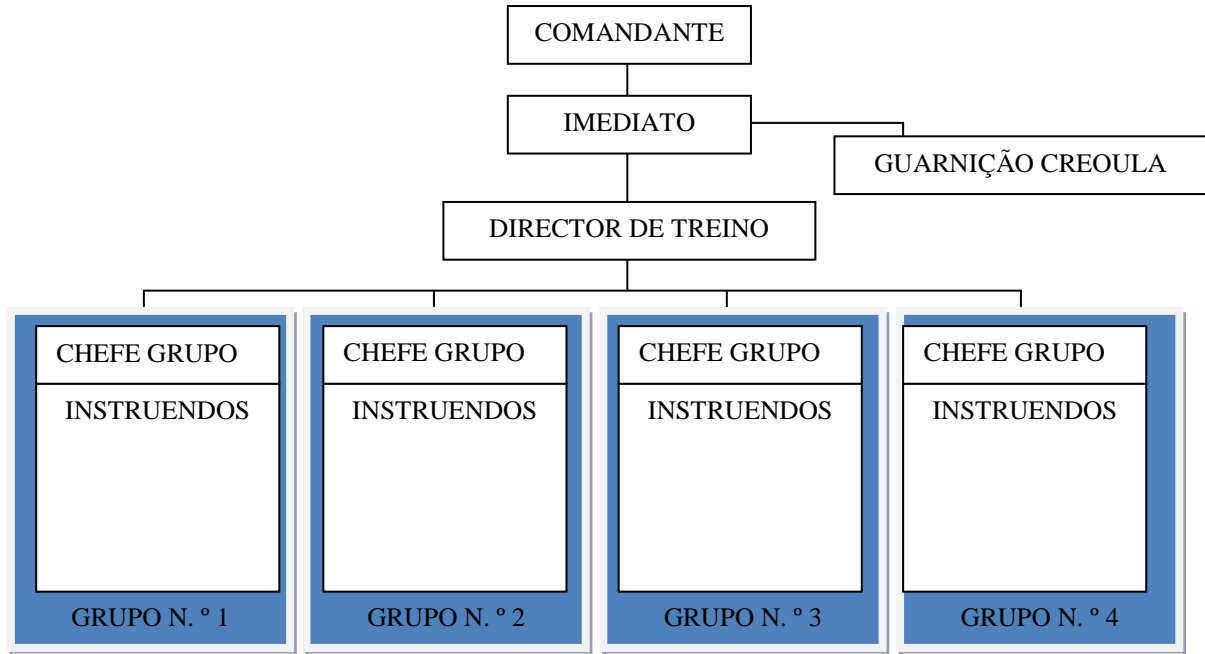 COMANDANTE
IMEDIATO
GUARNIÇÃO CREOULA
DIRECTOR DE TREINO
CHEFE GRUPO
INSTRUENDOS
GRUPO N. º 1
CHEFE GRUPO
INSTRUENDOS
GRUPO N. º 2
CHEFE GRUPO
INSTRUENDOS
GRUPO N. º 3
CHEFE GRUPO
INSTRUENDOS
GRUPO N. º 4